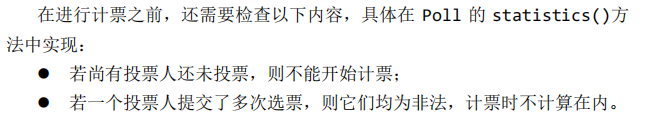 在进行计票之前，还需要检查以下内容，具体在 Poll 的 statistics()方
法中实现：
● 若尚有投票人还未投票，则不能开始计票；
● 若一个投票人提交了多次选票，则它们均为非法，计票时不计算在内。